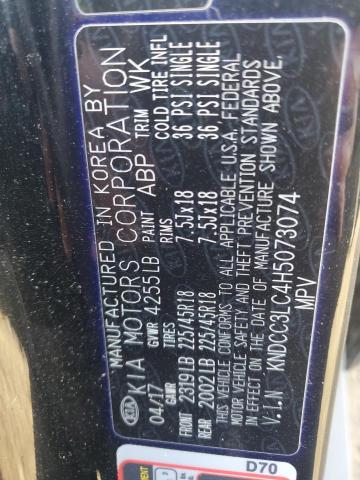 MANUFACTURED IN KOREA BY
KIA MOTORS CORPORATION
04/17 GVWR 4255LB PAINT ABP TRIM WK
GAWR TIRES RIMS COLD TIRE INFL
FRONT 2319LB 225/45R18 7.5Jx18 36 PSI SINGLE
REAR 2002LB 225/45R18 7.5Jx18 36 PSI SINGLE
THIS VEHICLE CONFORMS TO ALL APPLICABLE U.S.A. FEDERAL
MOTOR VEHICLE SAFETY AND THEFT PREVENTION STANDARDS
IN EFFECT ON THE DATE OF MANUFACTURE SHOWN ABOVE.
V.I.N KNDCC3LC4H5073074
MPV
KIA
D70